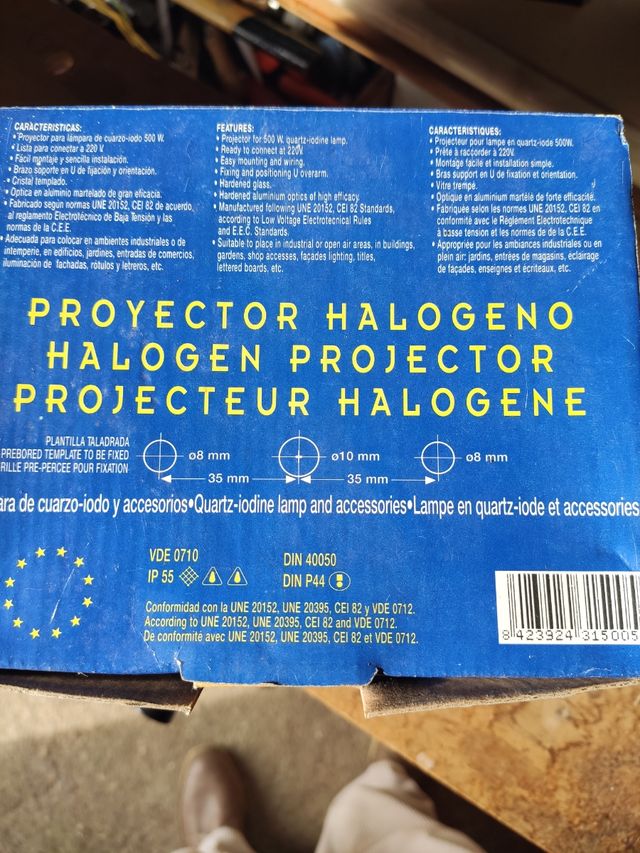 CARACTERISTICAS:
• Proyector para lámpara de cuarzo-iodo 500 W.
• Lista para conectar a 220 V.
• Fácil montaje y sencilla instalación.
• Brazo soporte en U de fijación y orientación.
• Cristal templado.
• Optica en aluminio martelado de gran eficacia.
• Fabricado según normas UNE 20152, CEI 82 de acuerdo,
al reglamento Electrotécnico de Baja Tensión y las
normas de la C.E.E.
• Adecuada para colocar en ambientes industriales o de
intemperie, en edificios, jardines, entradas de comercios,
iluminación de fachadas, rótulos y letreros, etc.
FEATURES:
• Projector for 500 W. quartz-iodine lamp.
• Ready to connect at 220V.
• Easy mounting and wiring.
• Fixing and positioning U overarm.
• Hardened glass.
• Hardened aluminium optics of high efficacy.
• Manufactured following UNE 20152, CEI 82 Standards,
according to Low Voltage Electrotechnical Rules
and E.E.C. Standards.
• Suitable to place in industrial or open air areas, in buildings,
gardens, shop accesses, façades lighting, titles,
lettered boards, etc.
CARACTERISTIQUES:
• Projecteur pour lampe en quartz-iode 500W.
• Prête à raccorder à 220V.
• Montage facile et installation simple.
• Bras support en U de fixation et orientation.
• Vitre trempe.
• Optique en aluminium martelé de forte efficacité.
• Fabriquée selon les normes UNE 20152, CEI 82 en
conformité avec le Règlement Electrotechnique
à basse tension et les normes de de la C.E.E.
• Appropriée pour les ambiances industriales ou en
plein air: jardins, entrées de magasins, éclairage
de façades, enseignes et écriteaux, etc.
PROYECTOR HALOGENO
HALOGEN PROJECTOR
PROJECTEUR HALOGENE
PLANTILLA TALADRADA
PREBORED TEMPLATE TO BE FIXED
RILLE PRE-PERCEE POUR FIXATION
ø8 mm
ø10 mm
ø8 mm
35 mm
35 mm
ara de cuarzo-iodo y accesorios•Quartz-iodine lamp and accessories•Lampe en quartz-iode et accessories
VDE 0710
IP 55
DIN 40050
DIN P44
Conformidad con la UNE 20152, UNE 20395, CEI 82 y VDE 0712.
According to UNE 20152, UNE 20395, CEI 82 and VDE 0712.
De conformité avec UNE 20152, UNE 20395, CEI 82 et VDE 0712.
8 423924 315005